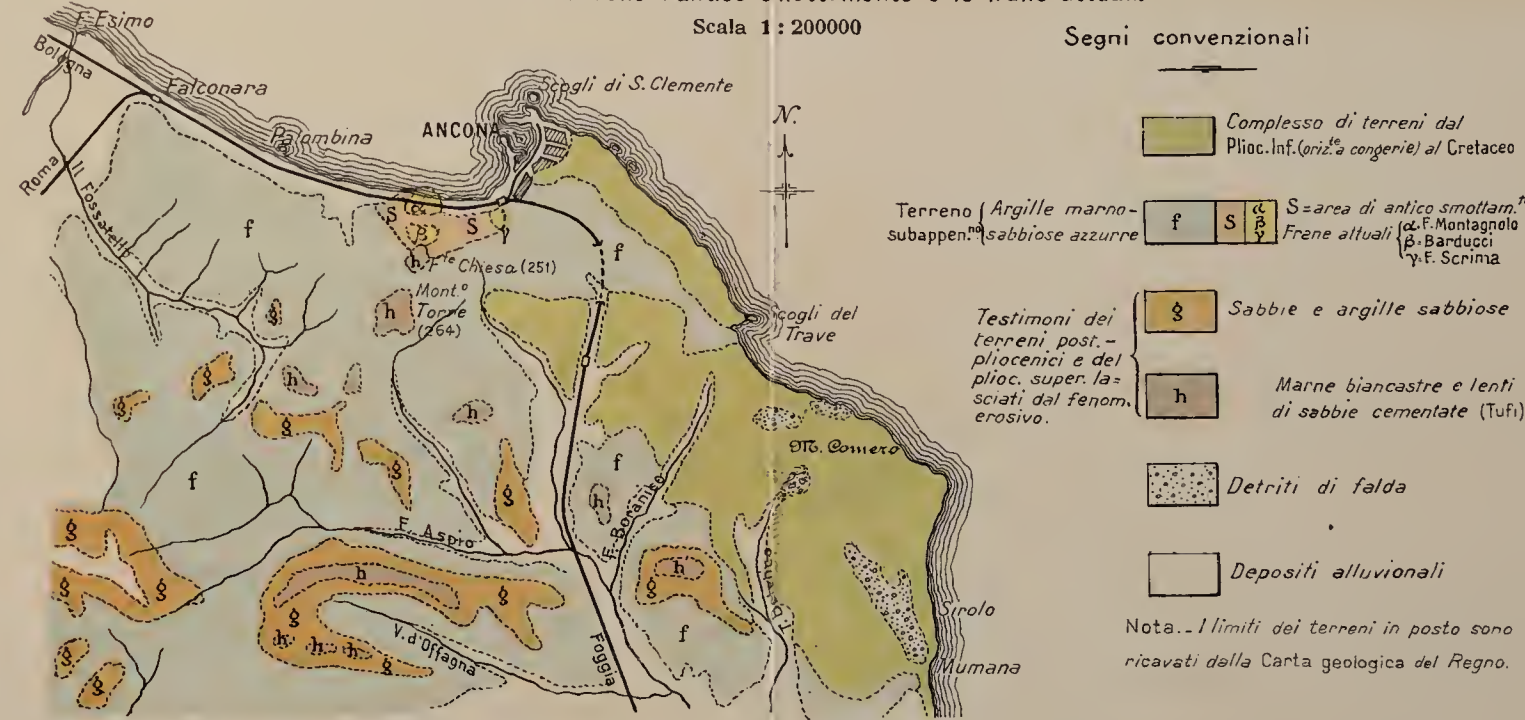 Scala 1 : 200000
Segni convenzionali
N.
F. Esimo
Bologna
Falconara
Scogli di S. Clemente
Palombina
ANCONA
Roma
Il Fossatello
f
S
α
β
S
γ
f
h
F.te Chiesa (251)
Mont.o
Torre
(264)
h
g
cogli del
Trave
g
h
g
g
h
g
f
g
f
h
M. Comero
F. Boranico
F. Aspio
g
g
g
h
g
g
h
g
f
Sirolo
g
h
h
h
g
V. d'Offagna
Foggia
g
Mumana
Complesso di terreni dal
Plioc. Inf. (oriz.te a congerie) al Cretaceo
Terreno
subappen.no
Argille marno-
sabbiose azzurre
f
S
α
β
γ
S = area di antico smottam.to
Frane attuali
α. F. Montagnolo
β. Barducci
γ. F. Scrima
Testimoni dei
terreni post.-
pliocenici e del
plioc. super. la=
sciati dal fenom.
erosivo.
g
Sabbie e argille sabbiose
h
Marne biancastre e lenti
di sabbie cementate (Tufi)
Detriti di falda
Depositi alluvionali
Nota.- I limiti dei terreni in posto sono
ricavati dalla Carta geologica del Regno.